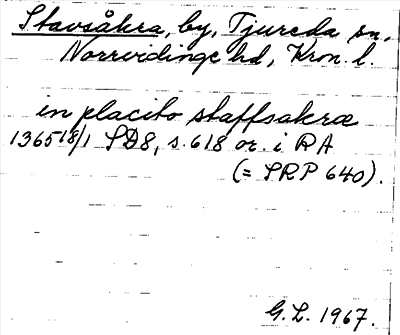 Stavsåkra, by, Tjureda sn,
Norrvidinge hd, Kron. l.
in placito staffsakræ
1365 18/1 SD8, s. 618 or. i RA
(= SRP 640).
G.L. 1967.